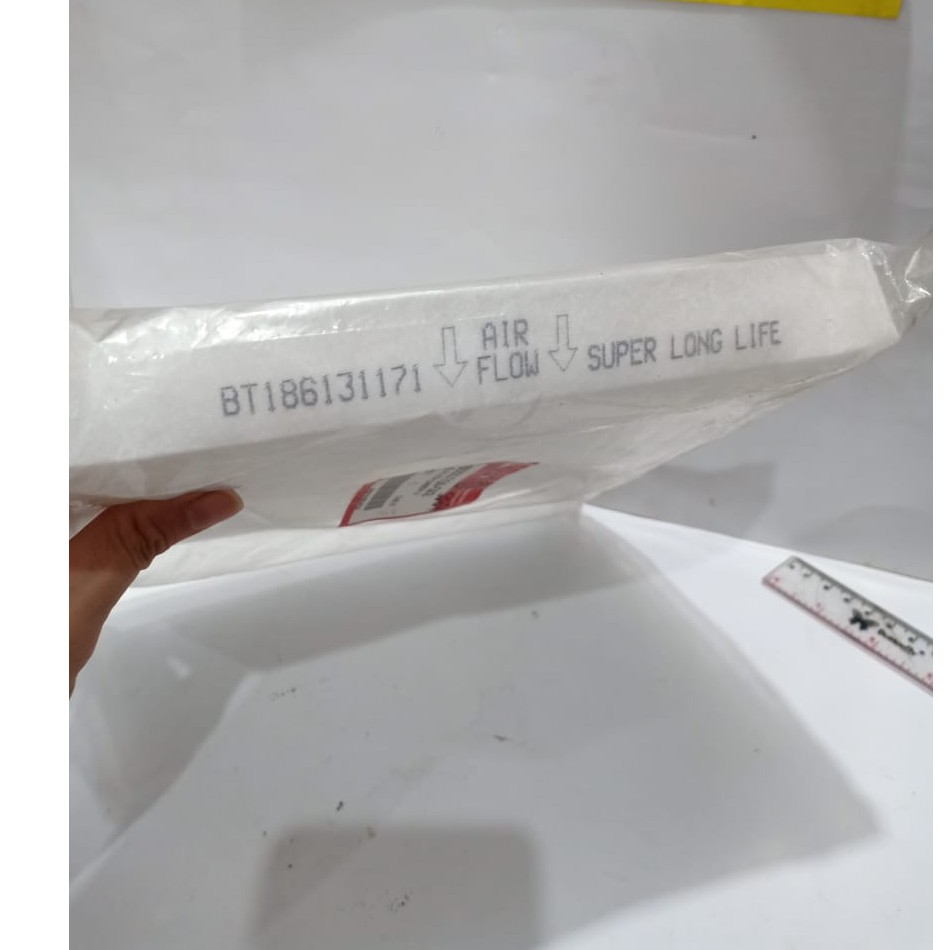 BT186131171
AIR
FLOW
SUPER LONG LIFE